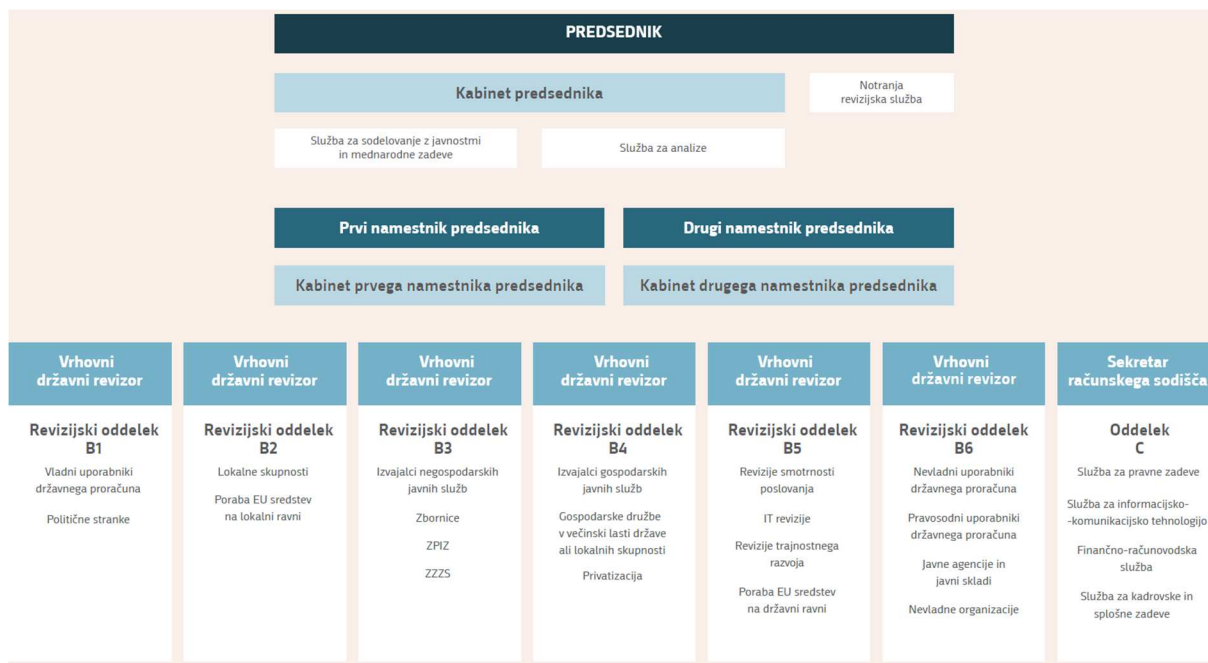 PREDSEDNIK
Kabinet predsednika
Notranja
revizijska služba
Služba za sodelovanje z javnostmi
in mednarodne zadeve
Služba za analize
Prvi namestnik predsednika
Drugi namestnik predsednika
Kabinet prvega namestnika predsednika
Kabinet drugega namestnika predsednika
Vrhovni
državni revizor
Revizijski oddelek
B1
Vladni uporabniki
državnega proračuna
Politične stranke
Vrhovni
državni revizor
Revizijski oddelek
B2
Lokalne skupnosti
Poraba EU sredstev
na lokalni ravni
Vrhovni
državni revizor
Revizijski oddelek
B3
Izvajalci negospodarskih
javnih služb
Zbornice
ZPIZ
ZZZS
Vrhovni
državni revizor
Revizijski oddelek
B4
Izvajalci gospodarskih
javnih služb
Gospodarske družbe
v večinski lasti države
ali lokalnih skupnosti
Privatizacija
Vrhovni
državni revizor
Revizijski oddelek
B5
Revizije smotrnosti
poslovanja
IT revizije
Revizije trajnostnega
razvoja
Poraba EU sredstev
na državni ravni
Vrhovni
državni revizor
Revizijski oddelek
B6
Nevladni uporabniki
državnega proračuna
Pravosodni uporabniki
državnega proračuna
Javne agencije in
javni skladi
Nevladne organizacije
Sekretar
računskega sodišča
Oddelek
C
Služba za pravne zadeve
Služba za informacijsko-
-komunikacijsko tehnologijo
Finančno-računovodska
služba
Služba za kadrovske in
splošne zadeve